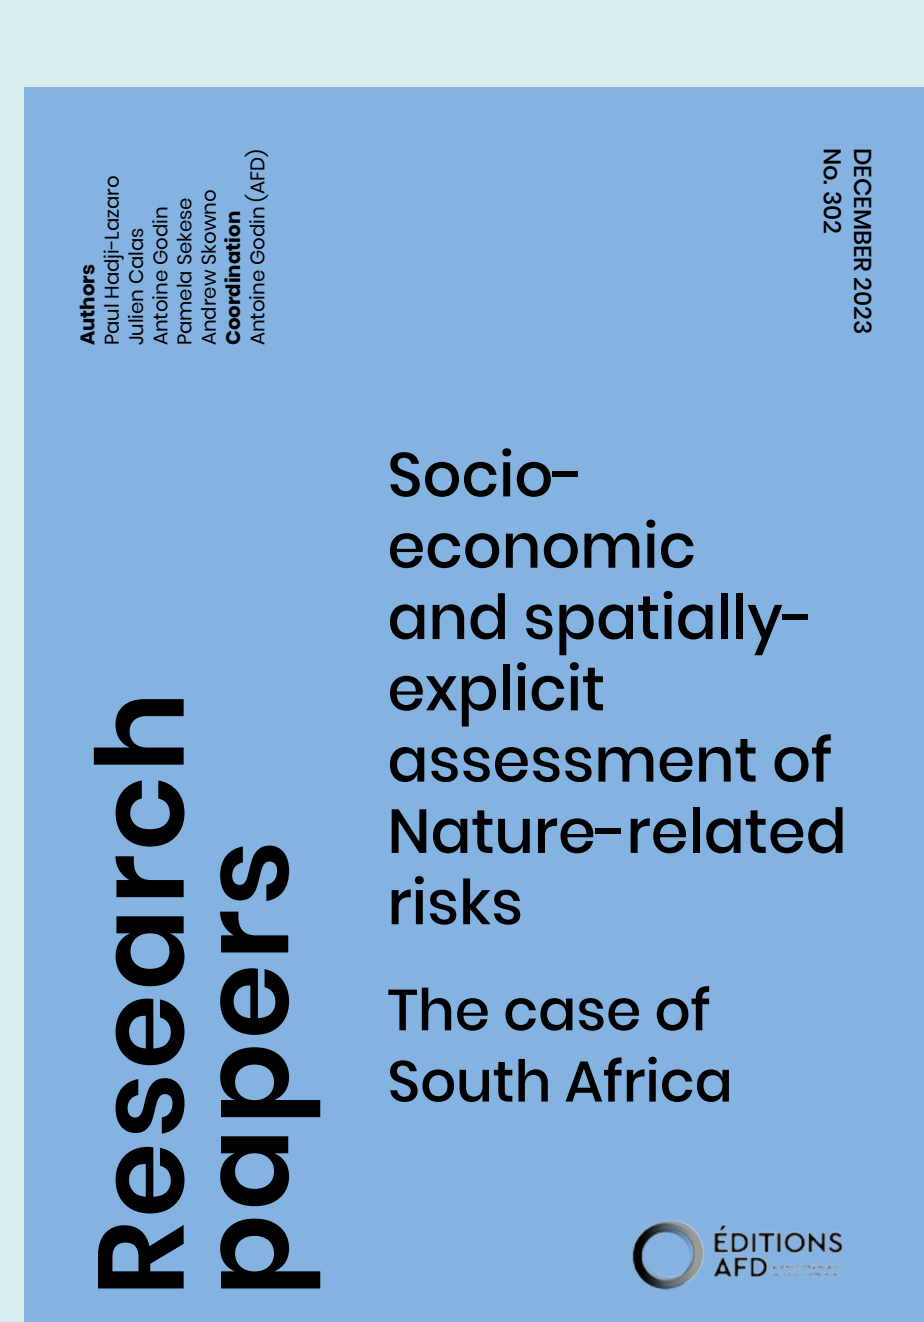 Authors
Paul Hadji-Lazaro
Julien Calas
Antoine Godin
Pamela Sekese
Andrew Skowno
Coordination
Antoine Godin (AFD)
DECEMBER 2023
No. 302
Research
papers
Socio-
economic
and spatially-
explicit
assessment of
Nature-related
risks
The case of
South Africa
ÉDITIONS
AFD